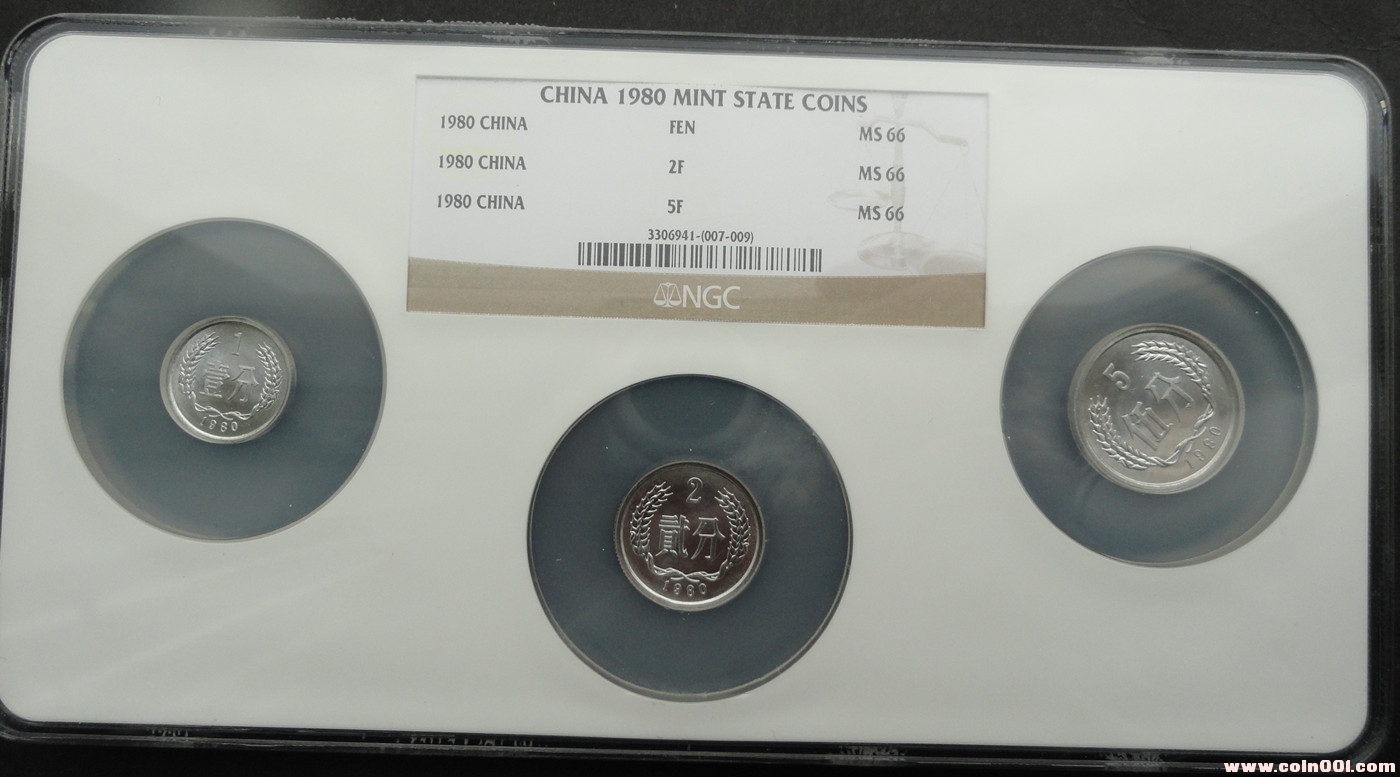 CHINA 1980 MINT STATE COINS
1980 CHINA FEN MS 66
1980 CHINA 2F MS 66
1980 CHINA 5F MS 66
3306941-(007-009)
NGC
1
壹分
1980
2
貳分
1980
5
伍分
1980
www.coin001.com